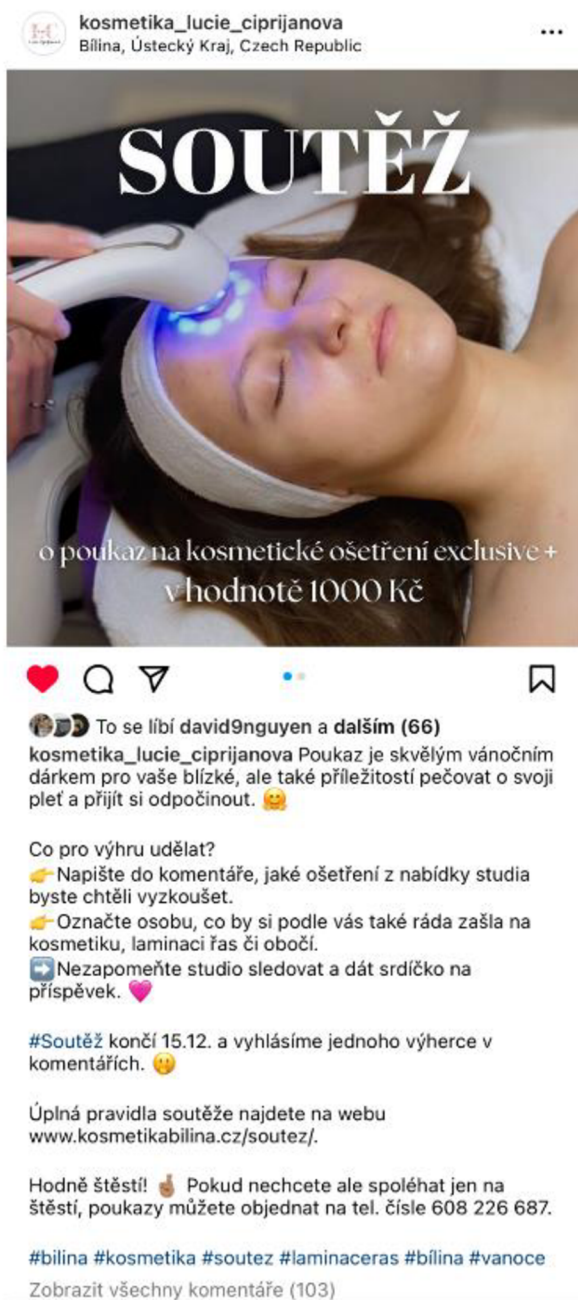 kosmetika_lucie_ciprijanova
Bílina, Ústecký Kraj, Czech Republic
SOUTĚŽ
o poukaz na kosmetické ošetření exclusive +
v hodnotě 1000 Kč
To se líbí david9nguyen a dalším (66)
kosmetika_lucie_ciprijanova Poukaz je skvělým vánočním
dárkem pro vaše blízké, ale také příležitostí pečovat o svoji
pleť a přijít si odpočinout. 🤗
Co pro výhru udělat?
👉Napište do komentáře, jaké ošetření z nabídky studia
byste chtěli vyzkoušet.
👉Označte osobu, co by si podle vás také ráda zašla na
kosmetiku, laminaci řas či obočí.
➡️Nezapomeňte studio sledovat a dát srdíčko na
příspěvek. 🩷
#Soutěž končí 15.12. a vyhlásíme jednoho výherce v
komentářích. 🤭
Úplná pravidla soutěže najdete na webu
www.kosmetikabilina.cz/soutez/.
Hodně štěstí! 🤞🏽 Pokud nechcete ale spoléhat jen na
štěstí, poukazy můžete objednat na tel. čísle 608 226 687.
#bilina #kosmetika #soutez #laminaceras #bílina #vanoce
Zobrazit všechny komentáře (103)